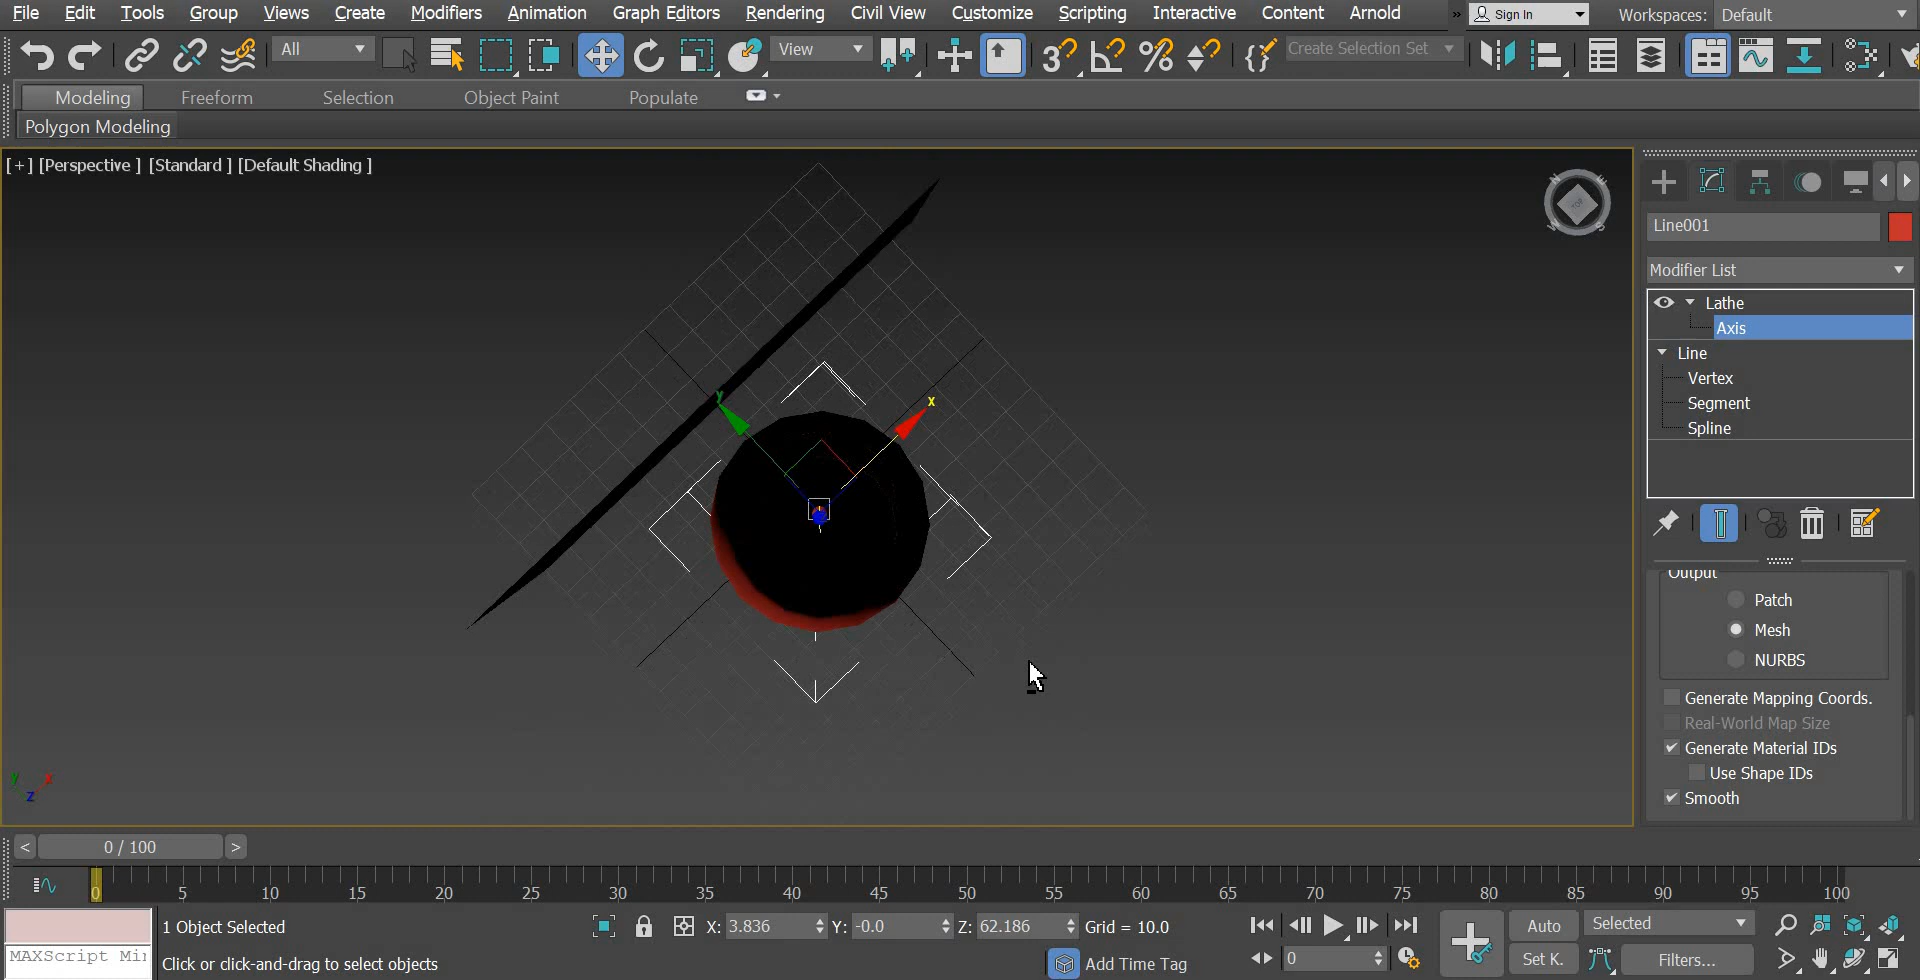 File Edit Tools Group Views Create Modifiers Animation Graph Editors Rendering Civil View Customize Scripting Interactive Content Arnold » Sign In Workspaces: Default
All View Create Selection Set
Modeling Freeform Selection Object Paint Populate
Polygon Modeling
[+] [Perspective ] [Standard ] [Default Shading ]
TOP
Line001
Modifier List
Lathe
Axis
Line
Vertex
Segment
Spline
y x
Output
Patch
Mesh
NURBS
Generate Mapping Coords.
Real-World Map Size
Generate Material IDs
Use Shape IDs
Smooth
y x
z
< 0 / 100 >
0 5 10 15 20 25 30 35 40 45 50 55 60 65 70 75 80 85 90 95 100
1 Object Selected X: 3.836 Y: -0.0 Z: 62.186 Grid = 10.0 Auto Selected
MAXScript Mi
Click or click-and-drag to select objects Add Time Tag 0 Set K. Filters...